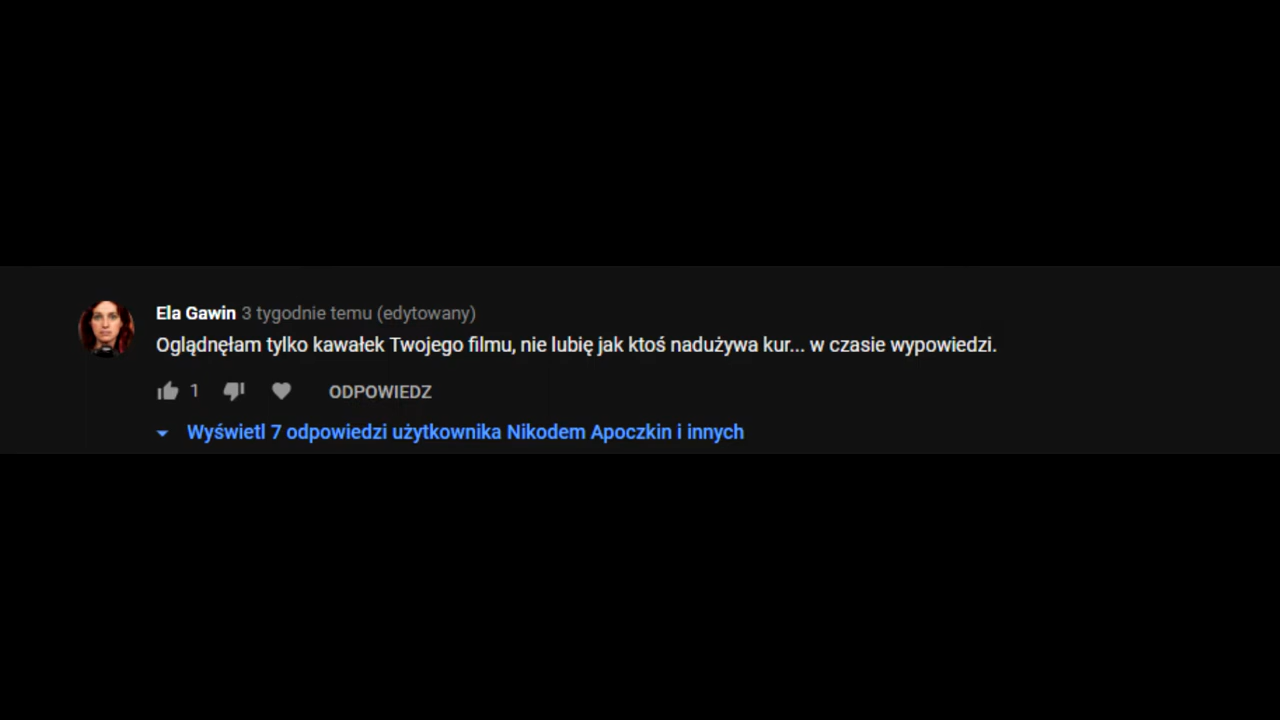 Ela Gawin 3 tygodnie temu (edytowany)
Oglądnęłam tylko kawałek Twojego filmu, nie lubię jak ktoś nadużywa kur... w czasie wypowiedzi.
1 ODPOWIEDZ
Wyświetl 7 odpowiedzi użytkownika Nikodem Apoczkin i innych